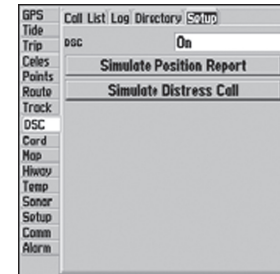 GPS
Tide
Trip
Celes
Points
Route
Track
DSC
Card
Map
Hiway
Temp
Sonar
Setup
Comm
Alarm
Call List Log Directory Setup
DSC On
Simulate Position Report
Simulate Distress Call